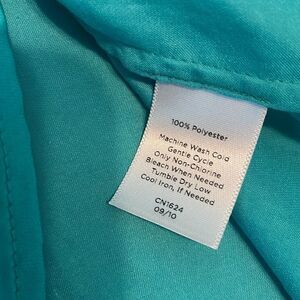 100% Polyester
Machine Wash Cold
Gentle Cycle
Only Non-Chlorine
Bleach When Needed
Tumble Dry Low
Cool Iron, If Needed
CN1624
09/10